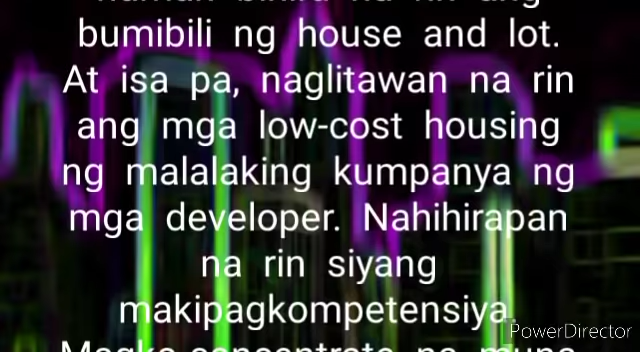 bumibili ng house and lot.
At isa pa, naglitawan na rin
ang mga low-cost housing
ng malalaking kumpanya ng
mga developer. Nahihirapan
na rin siyang
makipagkompetensiya.
PowerDirector